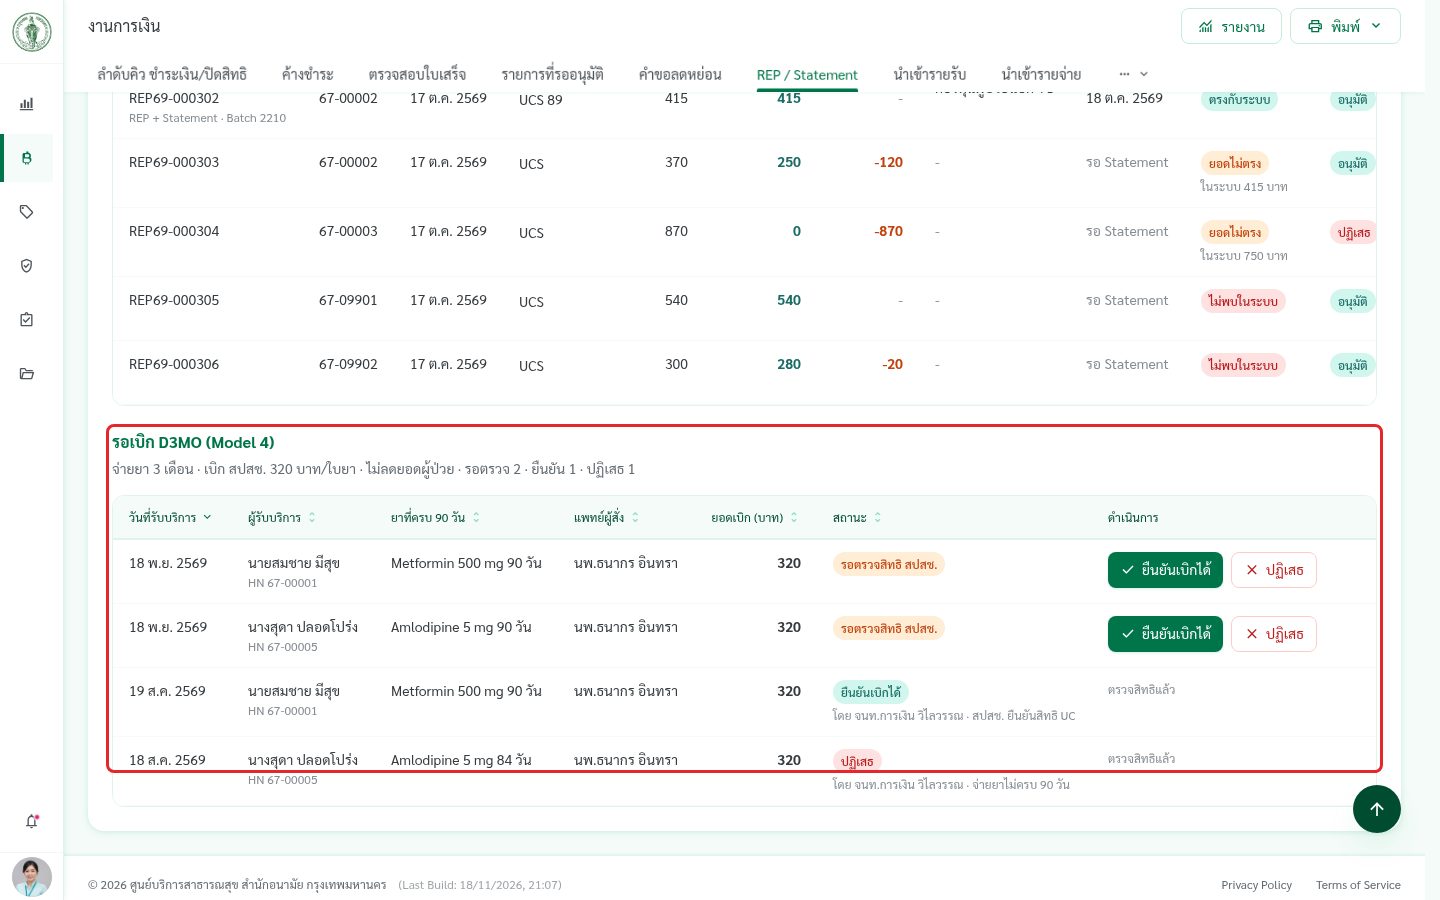 งานการเงิน
รายงาน
พิมพ์
ลำดับคิว ชำระเงิน/ปิดสิทธิ ค้างชำระ ตรวจสอบใบเสร็จ รายการที่รออนุมัติ คำขอลดหย่อน REP / Statement นำเข้ารายรับ นำเข้ารายจ่าย ...
REP69-000302 67-00002 17 ต.ค. 2569 UCS 89 415 415 - 18 ต.ค. 2569 ตรงกับระบบ อนุมัติ
REP + Statement · Batch 2210
REP69-000303 67-00002 17 ต.ค. 2569 UCS 370 250 -120 - รอ Statement ยอดไม่ตรง อนุมัติ
ในระบบ 415 บาท
REP69-000304 67-00003 17 ต.ค. 2569 UCS 870 0 -870 - รอ Statement ยอดไม่ตรง ปฏิเสธ
ในระบบ 750 บาท
REP69-000305 67-09901 17 ต.ค. 2569 UCS 540 540 - - รอ Statement ไม่พบในระบบ อนุมัติ
REP69-000306 67-09902 17 ต.ค. 2569 UCS 300 280 -20 - รอ Statement ไม่พบในระบบ อนุมัติ
รอเบิก D3MO (Model 4)
จ่ายยา 3 เดือน · เบิก สปสช. 320 บาท/ใบยา · ไม่ลดยอดผู้ป่วย · รอตรวจ 2 · ยืนยัน 1 · ปฏิเสธ 1
วันที่รับบริการ ผู้รับบริการ ยาที่ครบ 90 วัน แพทย์ผู้สั่ง ยอดเบิก (บาท) สถานะ ดำเนินการ
18 พ.ย. 2569 นายสมชาย มีสุข Metformin 500 mg 90 วัน นพ.ธนากร อินทรา 320 รอตรวจสิทธิ สปสช. ยืนยันเบิกได้ ปฏิเสธ
HN 67-00001
18 พ.ย. 2569 นางสุดา ปลอดโปร่ง Amlodipine 5 mg 90 วัน นพ.ธนากร อินทรา 320 รอตรวจสิทธิ สปสช. ยืนยันเบิกได้ ปฏิเสธ
HN 67-00005
19 ส.ค. 2569 นายสมชาย มีสุข Metformin 500 mg 90 วัน นพ.ธนากร อินทรา 320 ยืนยันเบิกได้ ตรวจสิทธิแล้ว
HN 67-00001 โดย จนท.การเงิน วิไลวรรณ · สปสช. ยืนยันสิทธิ UC
18 ส.ค. 2569 นางสุดา ปลอดโปร่ง Amlodipine 5 mg 84 วัน นพ.ธนากร อินทรา 320 ปฏิเสธ ตรวจสิทธิแล้ว
HN 67-00005 โดย จนท.การเงิน วิไลวรรณ · จ่ายยาไม่ครบ 90 วัน
© 2026 ศูนย์บริการสาธารณสุข สำนักอนามัย กรุงเทพมหานคร (Last Build: 18/11/2026, 21:07) Privacy Policy Terms of Service